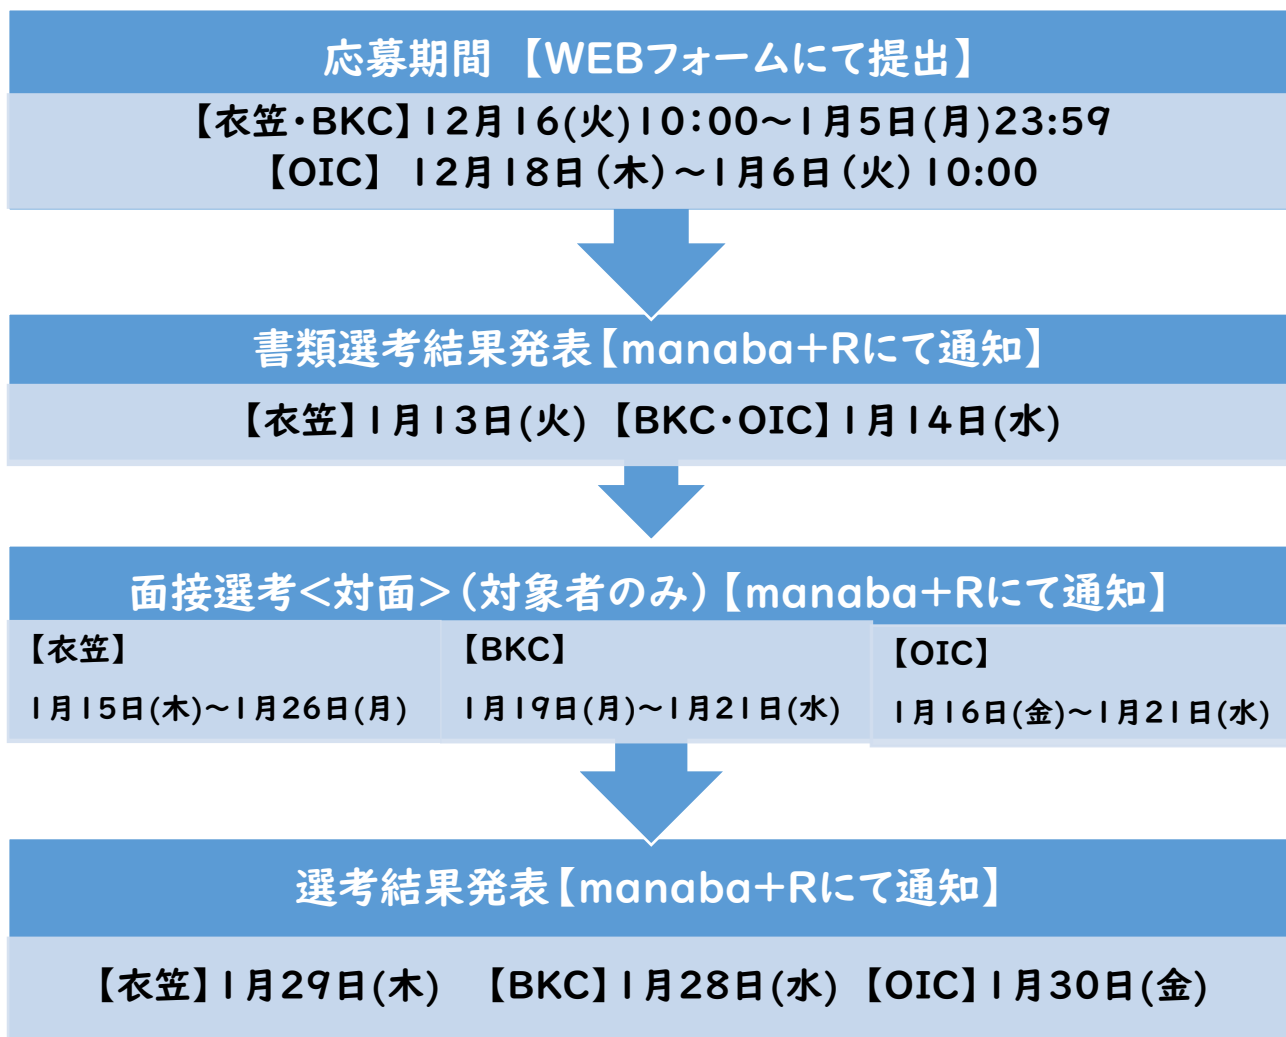 応募期間 【WEBフォームにて提出】
【衣笠・BKC】12月16(火)10:00～1月5日(月)23:59
【OIC】 12月18日(木)～1月6日(火)10:00
書類選考結果発表【manaba+Rにて通知】
【衣笠】1月13日(火) 【BKC・OIC】1月14日(水)
面接選考<対面>(対象者のみ)【manaba+Rにて通知】
【衣笠】
1月15日(木)～1月26日(月)
【BKC】
1月19日(月)～1月21日(水)
【OIC】
1月16日(金)～1月21日(水)
選考結果発表【manaba+Rにて通知】
【衣笠】1月29日(木) 【BKC】1月28日(水) 【OIC】1月30日(金)